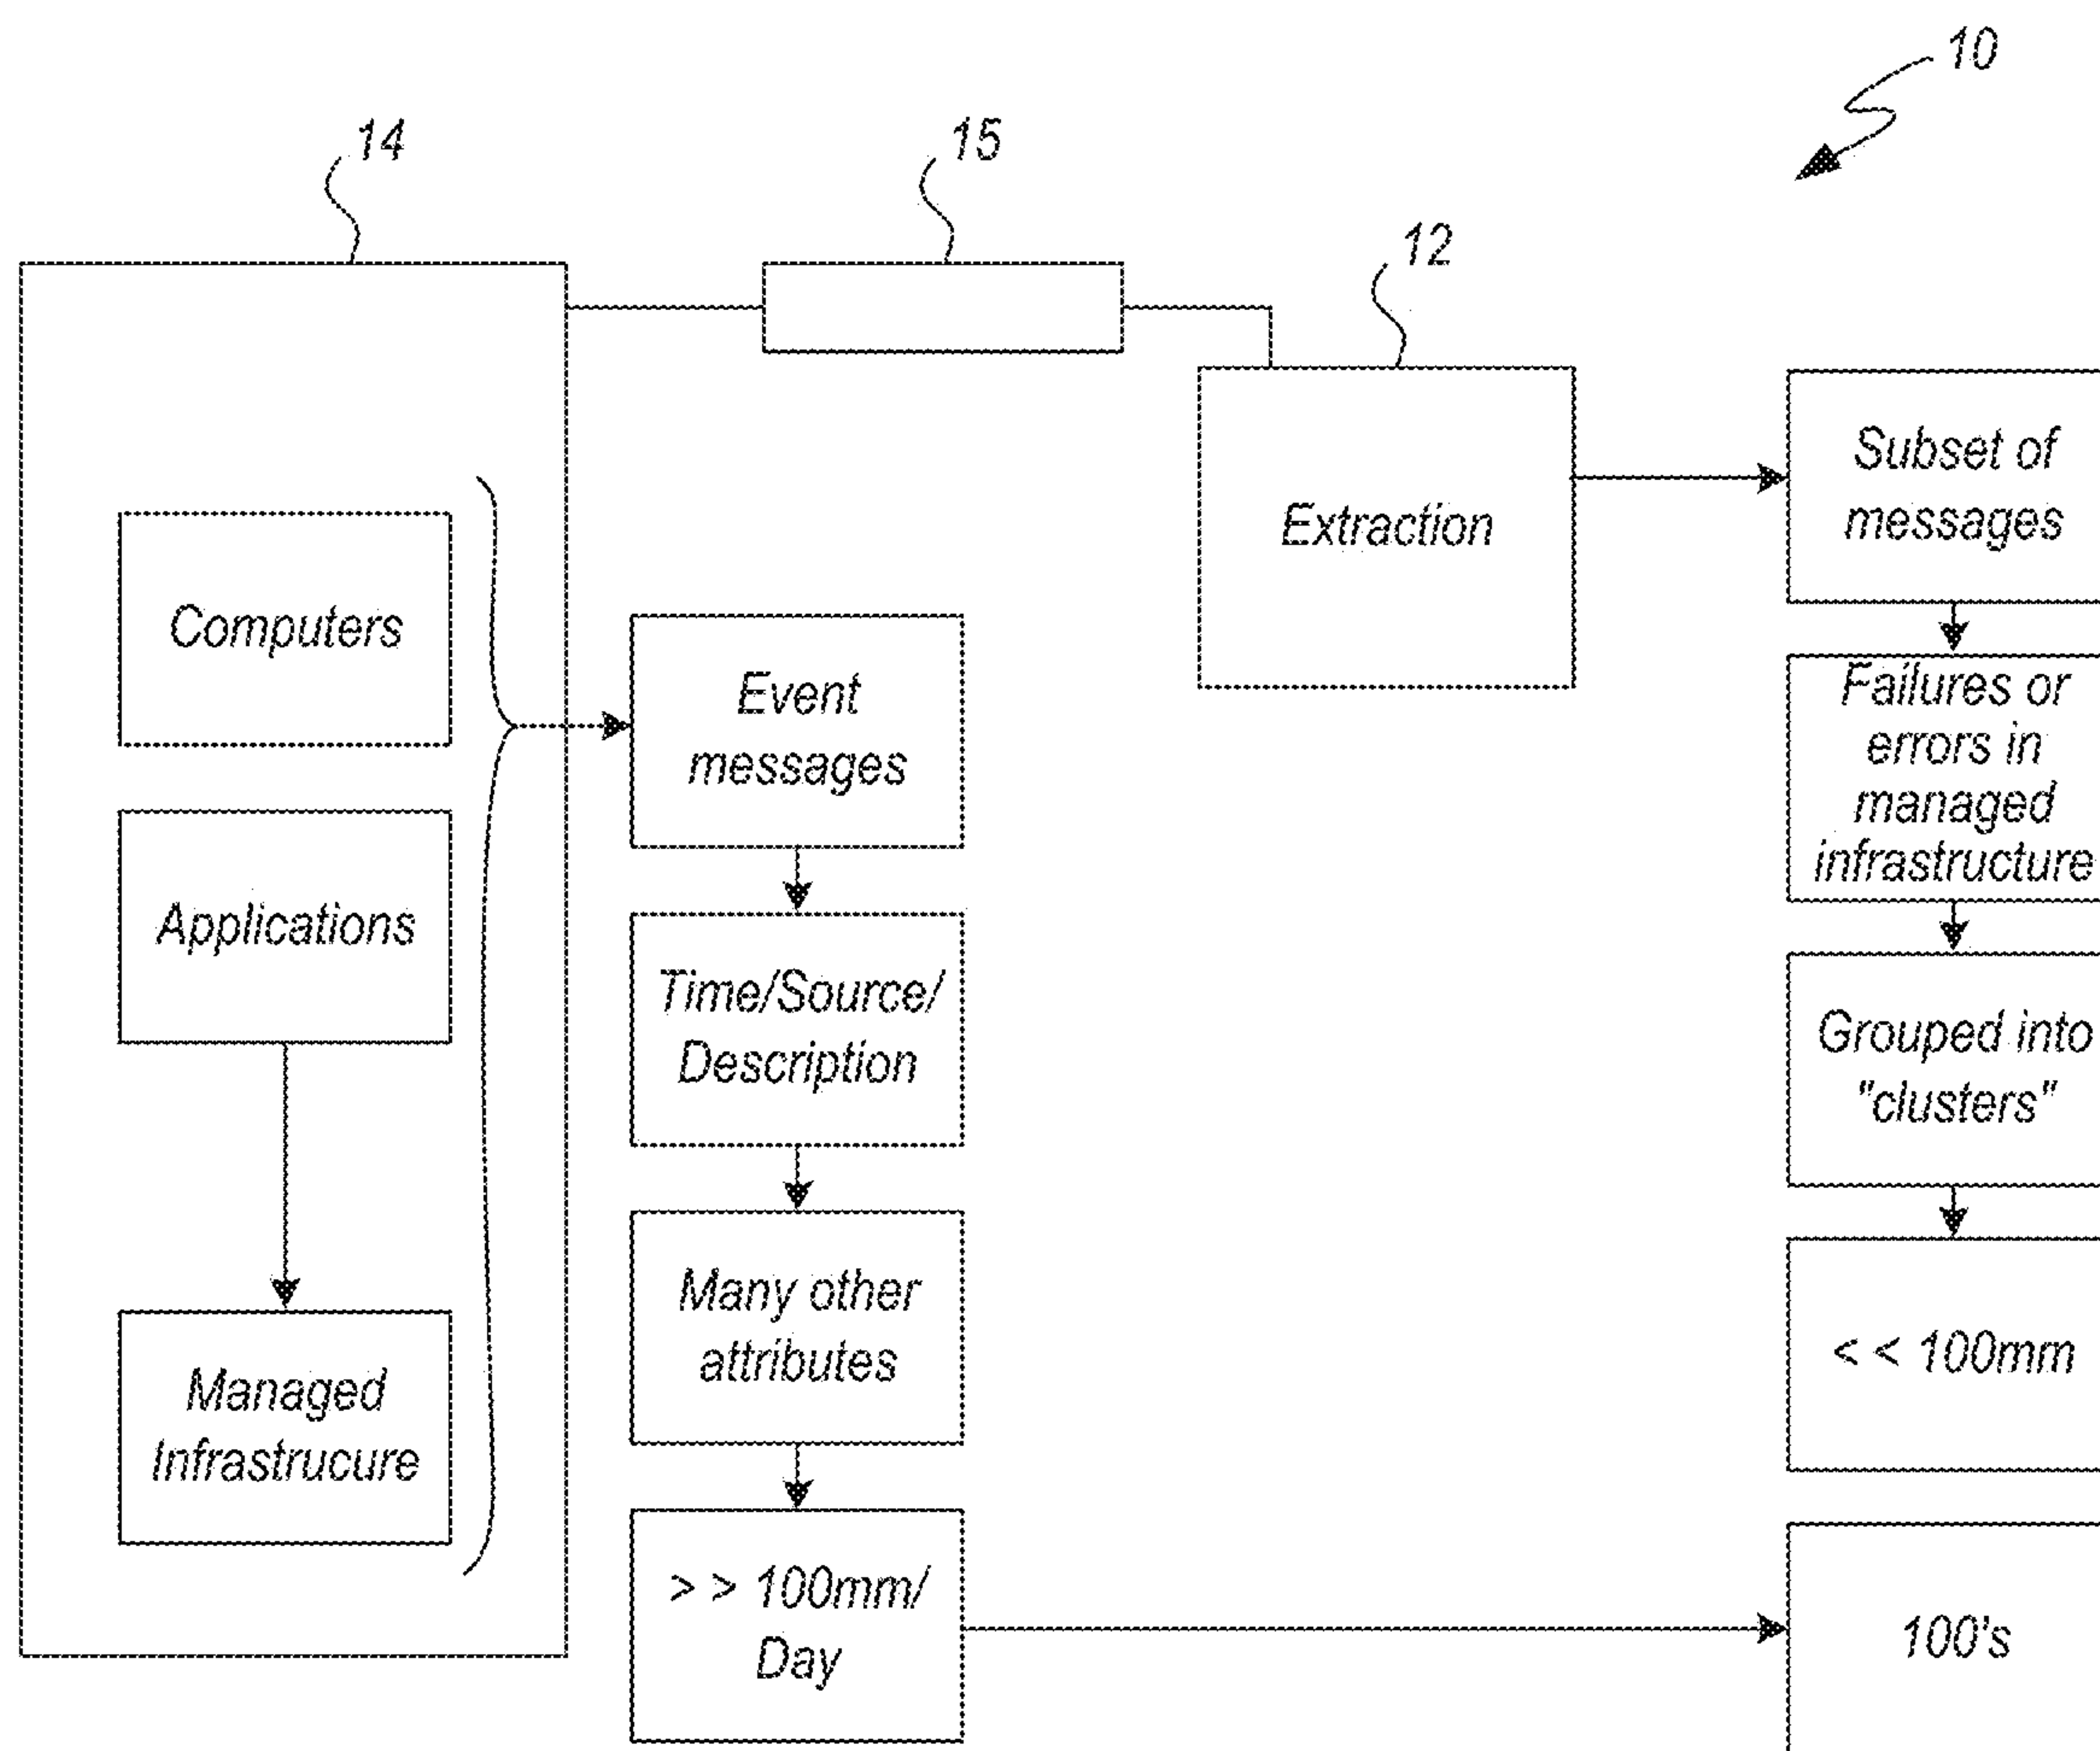 10
14
15
12
Computers
Applications
Managed
Infrastrucure
Event
messages
Time/Source/
Description
Many other
attributes
> > 100mm/
Day
Extraction
Subset of
messages
Failures or
errors in
managed
infrastructure
Grouped into
"clusters"
< < 100mm
100's